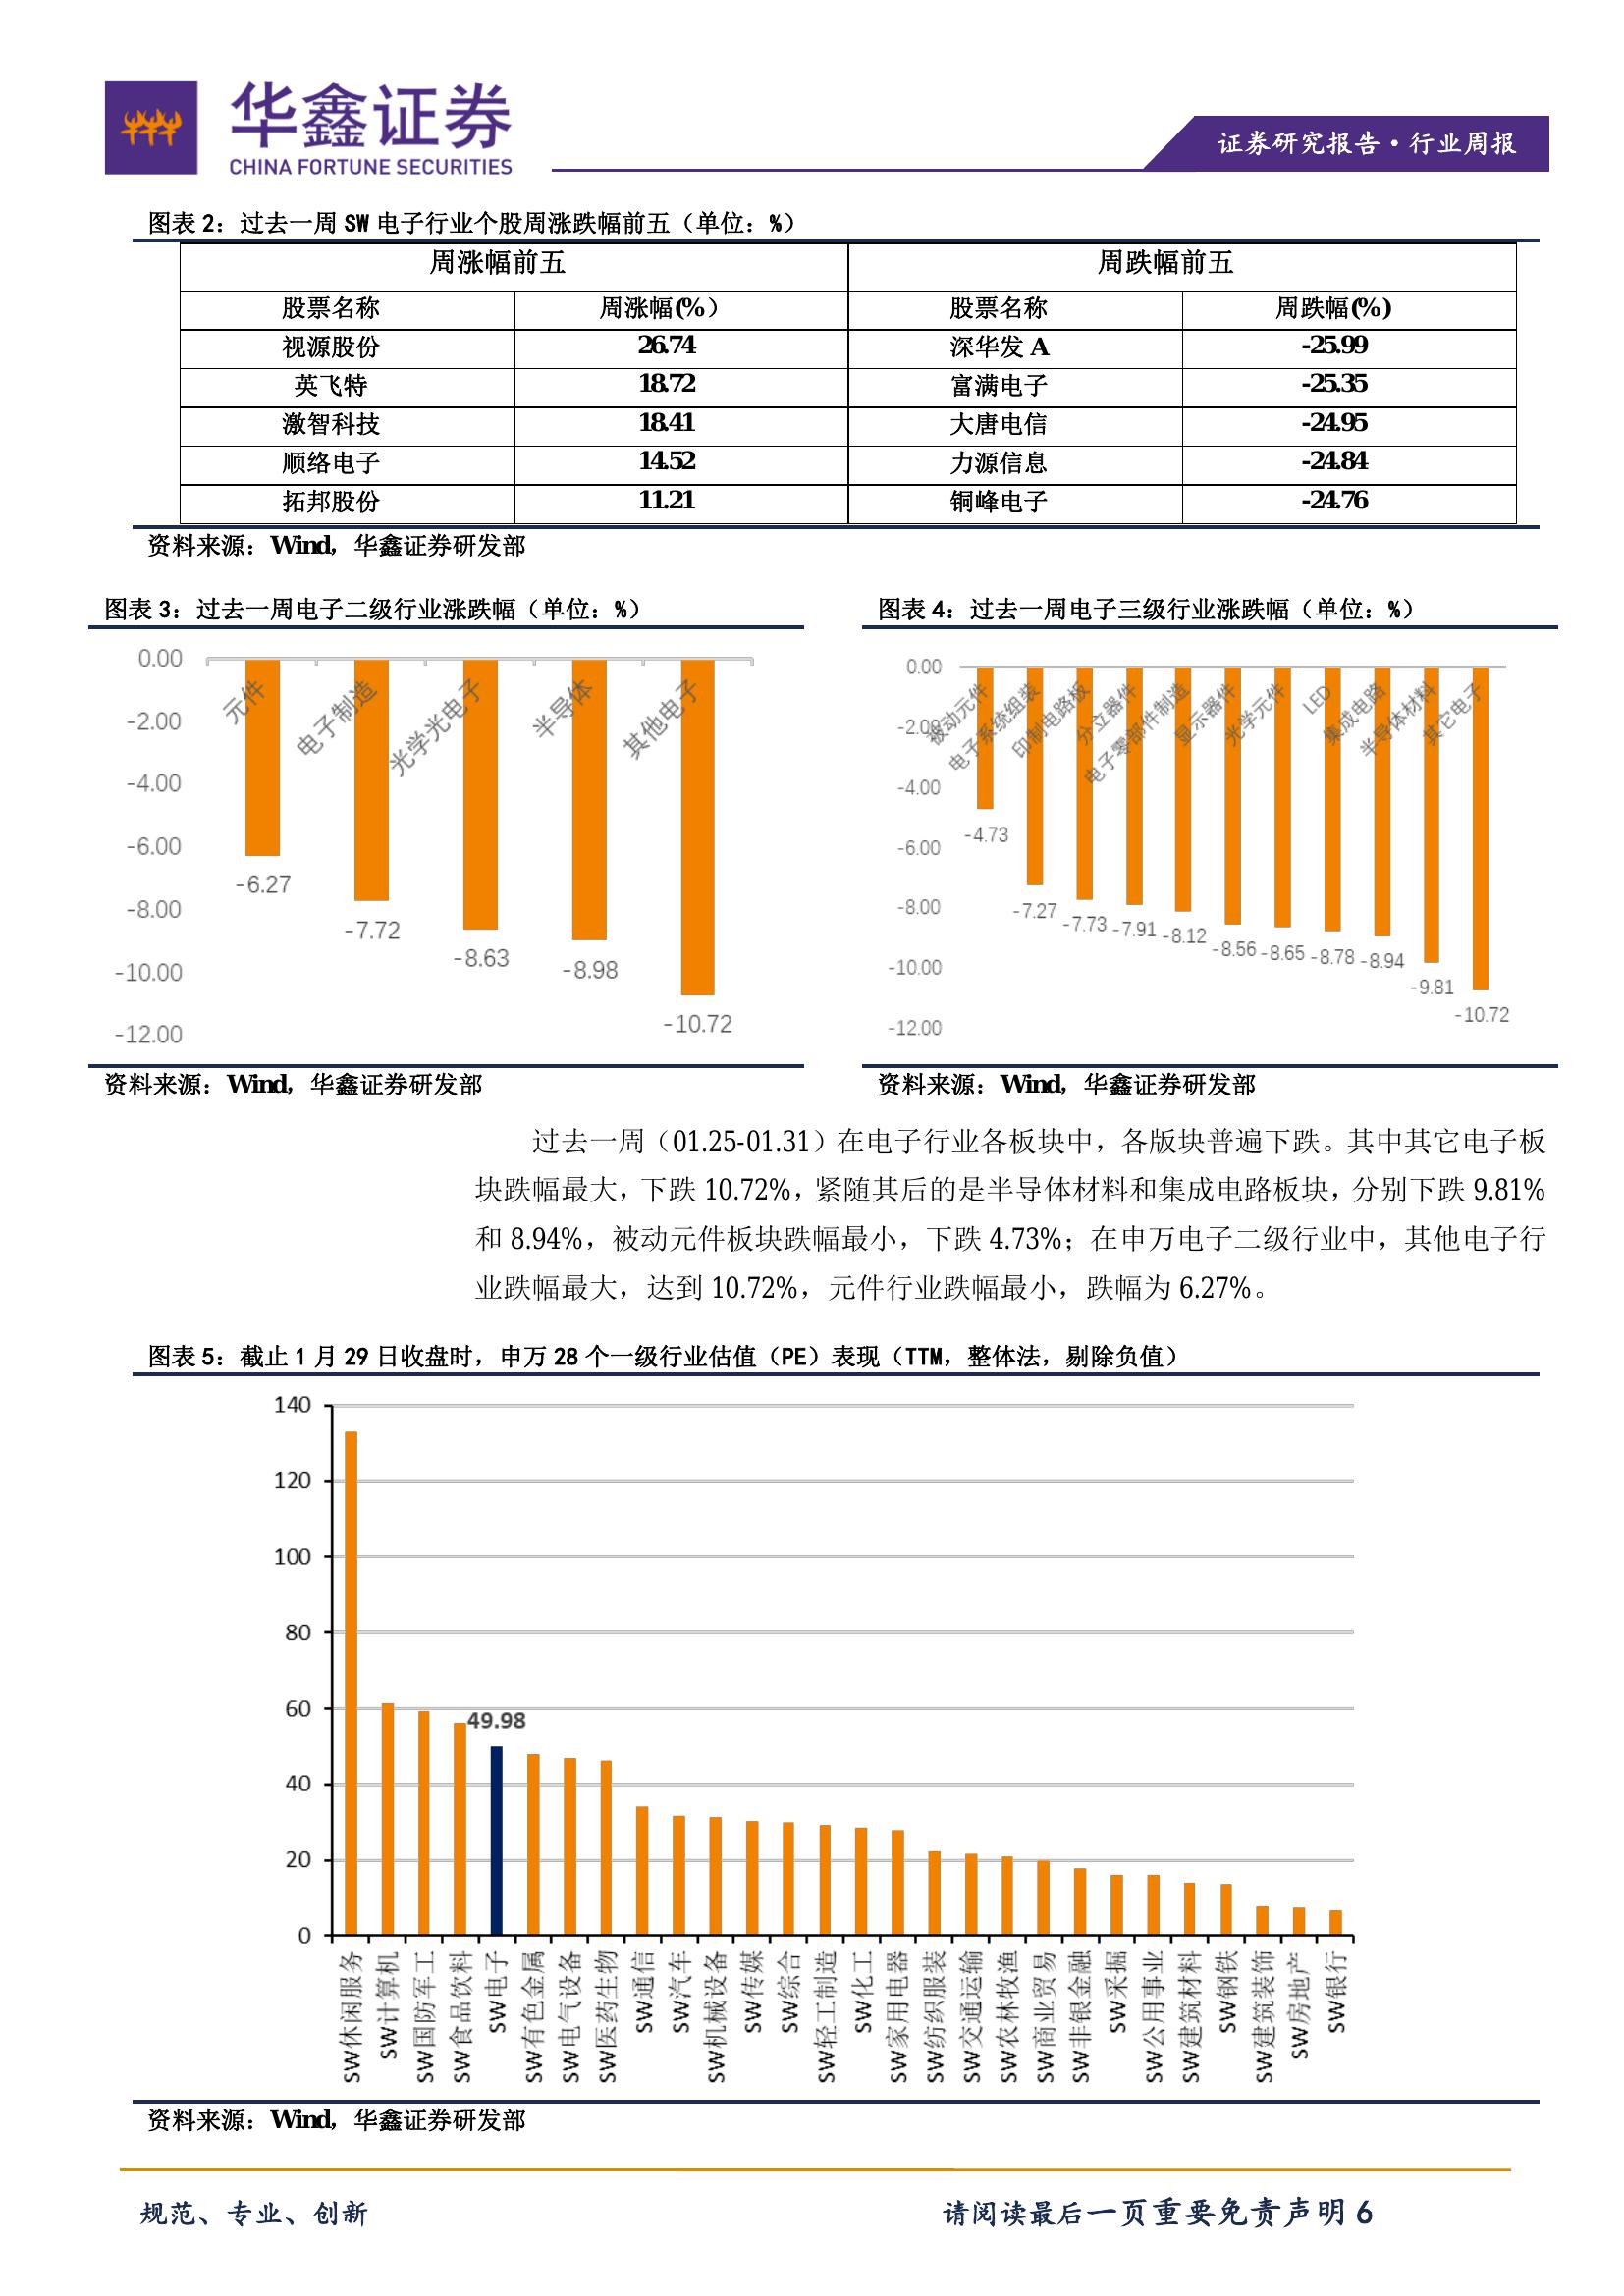 华鑫证券
CHINA FORTUNE SECURITIES
证券研究报告·行业周报
图表 2：过去一周 SW 电子行业个股周涨跌幅前五（单位：%）
周涨幅前五 周跌幅前五
股票名称 周涨幅(%） 股票名称 周跌幅(%)
视源股份 26.74 深华发 A -25.99
英飞特 18.72 富满电子 -25.35
激智科技 18.41 大唐电信 -24.95
顺络电子 14.52 力源信息 -24.84
拓邦股份 11.21 铜峰电子 -24.76
资料来源：Wind，华鑫证券研发部
图表 3：过去一周电子二级行业涨跌幅（单位：%）
0.00
-2.00
-4.00
-6.00
-8.00
-10.00
-12.00
元件 电子制造 光学光电子 半导体 其他电子
-6.27 -7.72 -8.63 -8.98 -10.72
资料来源：Wind，华鑫证券研发部
图表 4：过去一周电子三级行业涨跌幅（单位：%）
0.00
-2.00
-4.00
-6.00
-8.00
-10.00
-12.00
被动元件 电子系统组装 印制电路板 分立器件 电子零部件制造 显示器件 光学元件 LED 集成电路 半导体材料 其它电子
-4.73 -7.27 -7.73 -7.91 -8.12 -8.56 -8.65 -8.78 -8.94 -9.81 -10.72
资料来源：Wind，华鑫证券研发部
过去一周（01.25-01.31）在电子行业各板块中，各版块普遍下跌。其中其它电子板
块跌幅最大，下跌 10.72%，紧随其后的是半导体材料和集成电路板块，分别下跌 9.81%
和 8.94%，被动元件板块跌幅最小，下跌 4.73%；在申万电子二级行业中，其他电子行
业跌幅最大，达到 10.72%，元件行业跌幅最小，跌幅为 6.27%。
图表 5：截止 1 月 29 日收盘时，申万 28 个一级行业估值（PE）表现（TTM，整体法，剔除负值）
140
120
100
80
60
40
20
0
49.98
SW休闲服务 SW计算机 SW国防军工 SW食品饮料 SW电子 SW有色金属 SW电气设备 SW医药生物 SW通信 SW汽车 SW机械设备 SW传媒 SW综合 SW轻工制造 SW化工 SW家用电器 SW纺织服装 SW交通运输 SW农林牧渔 SW商业贸易 SW非银金融 SW采掘 SW公用事业 SW建筑材料 SW钢铁 SW建筑装饰 SW房地产 SW银行
资料来源：Wind，华鑫证券研发部
规范、专业、创新
请阅读最后一页重要免责声明 6